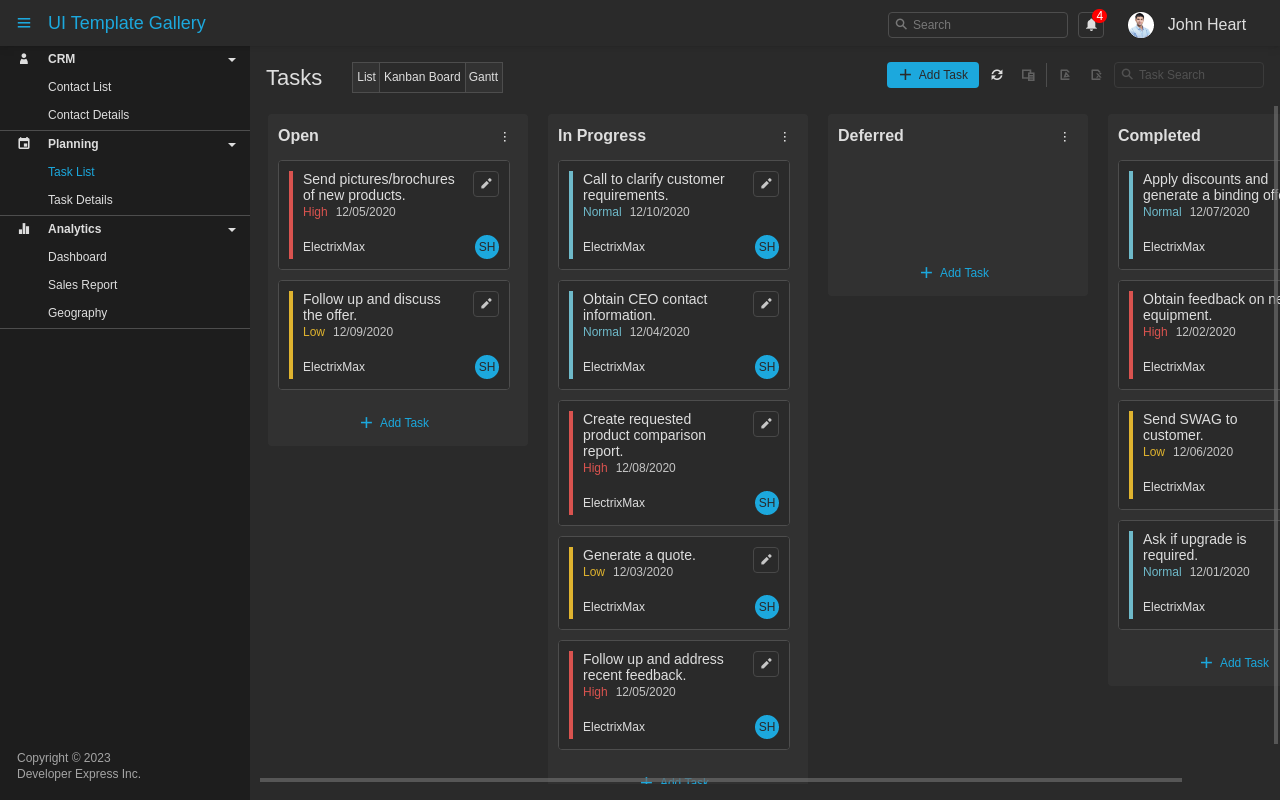 UI Template Gallery
Search
4
John Heart
CRM
Contact List
Contact Details
Planning
Task List
Task Details
Analytics
Dashboard
Sales Report
Geography
Copyright © 2023
Developer Express Inc.
Tasks
List
Kanban Board
Gantt
Add Task
Task Search
Open
Send pictures/brochures
of new products.
High 12/05/2020
ElectrixMax
SH
Follow up and discuss
the offer.
Low 12/09/2020
ElectrixMax
SH
Add Task
In Progress
Call to clarify customer
requirements.
Normal 12/10/2020
ElectrixMax
SH
Obtain CEO contact
information.
Normal 12/04/2020
ElectrixMax
SH
Create requested
product comparison
report.
High 12/08/2020
ElectrixMax
SH
Generate a quote.
Low 12/03/2020
ElectrixMax
SH
Follow up and address
recent feedback.
High 12/05/2020
ElectrixMax
SH
Add Task
Deferred
Add Task
Completed
Apply discounts and
generate a binding
Normal 12/07/2020
ElectrixMax
Obtain feedback on
equipment.
High 12/02/2020
ElectrixMax
Send SWAG to
customer.
Low 12/06/2020
ElectrixMax
Ask if upgrade is
required.
Normal 12/01/2020
ElectrixMax
Add Task